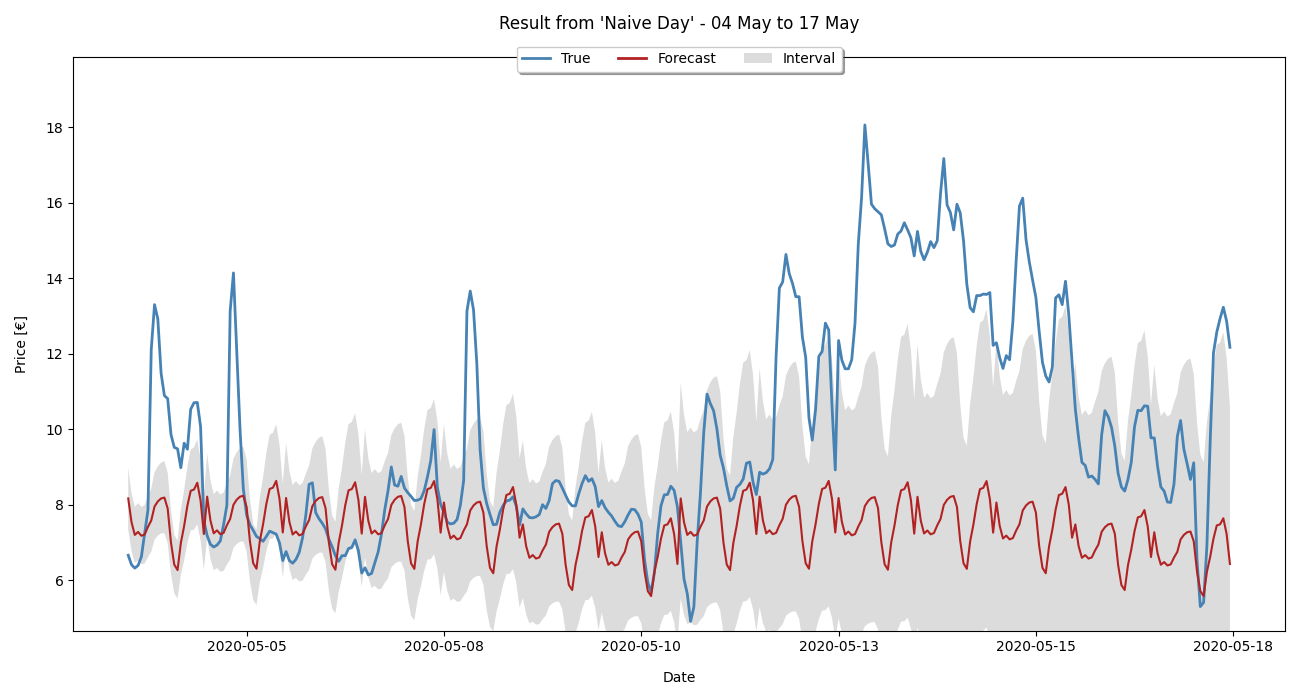 Result from 'Naive Day' - 04 May to 17 May
True Forecast Interval
18
16
14
12
10
8
6
Price [€]
2020-05-05 2020-05-08 2020-05-10 2020-05-13 2020-05-15 2020-05-18
Date